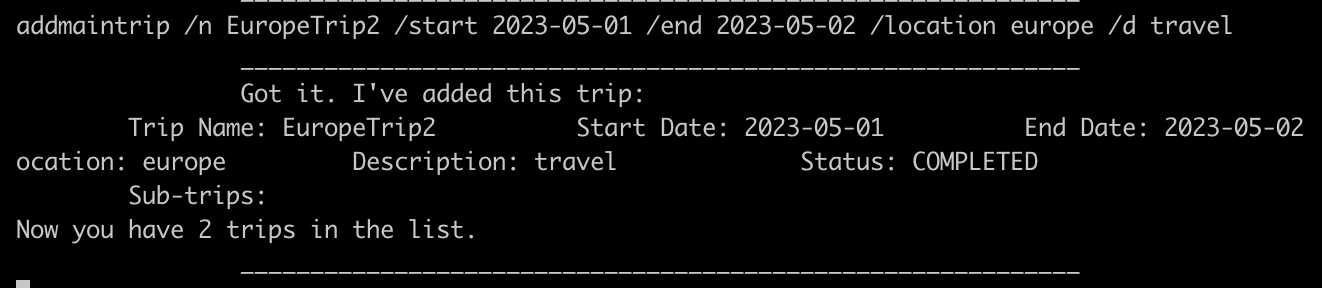 addmaintrip /n EuropeTrip2 /start 2023-05-01 /end 2023-05-02 /location europe /d travel
____________________________________________________________
Got it. I've added this trip:
Trip Name: EuropeTrip2 Start Date: 2023-05-01 End Date: 2023-05-02
ocation: europe Description: travel Status: COMPLETED
Sub-trips:
Now you have 2 trips in the list.
____________________________________________________________